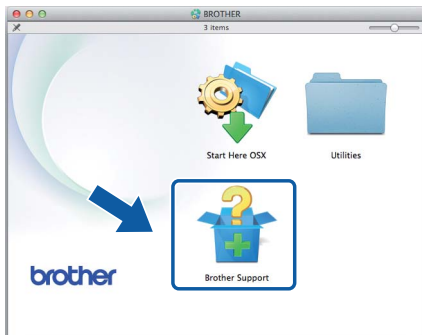 BROTHER
3 items
Start Here OSX
Utilities
Brother Support
brother